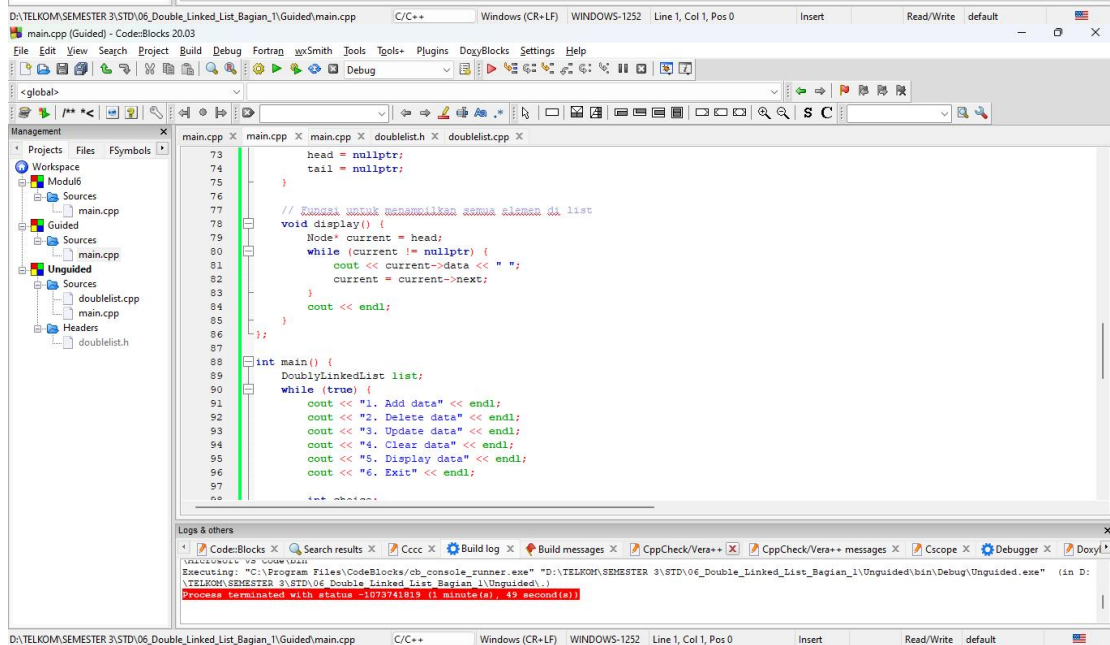 D:\TELKOM\SEMESTER 3\STD\06_Double_Linked_List_Bagian_1\Guided\main.cpp C/C++ Windows (CR+LF) WINDOWS-1252 Line 1, Col 1, Pos 0 Insert Read/Write default
main.cpp (Guided) - Code::Blocks 20.03
File Edit View Search Project Build Debug Fortran wxSmith Tools Tools+ Plugins DoxyBlocks Settings Help
Debug
<global>
/** *< S C
Management
Projects Files FSymbols
main.cpp X main.cpp X main.cpp X doublelist.h X doublelist.cpp X
Workspace
Modul6
Sources
main.cpp
Guided
Sources
main.cpp
Unguided
Sources
doublelist.cpp
main.cpp
Headers
doublelist.h
73 head = nullptr;
74 tail = nullptr;
75 }
76
77 // Fungsi untuk menampilkan semua elemen di list
78 void display() {
79 Node* current = head;
80 while (current != nullptr) {
81 cout << current->data << " ";
82 current = current->next;
83 }
84 cout << endl;
85 }
86 };
87
88 int main() {
89 DoublyLinkedList list;
90 while (true) {
91 cout << "1. Add data" << endl;
92 cout << "2. Delete data" << endl;
93 cout << "3. Update data" << endl;
94 cout << "4. Clear data" << endl;
95 cout << "5. Display data" << endl;
96 cout << "6. Exit" << endl;
97
98 int choice;
Logs & others
Code::Blocks X Search results X Cccc X Build log X Build messages X CppCheck/Vera++ X CppCheck/Vera++ messages X Cscope X Debugger X Doxy
\Microsoft VS Code\bin
Executing: "C:\Program Files\CodeBlocks/cb_console_runner.exe" "D:\TELKOM\SEMESTER 3\STD\06_Double_Linked_List_Bagian_1\Unguided\bin\Debug\Unguided.exe" (in D:
\TELKOM\SEMESTER 3\STD\06_Double_Linked_List_Bagian_1\Unguided\.)
Process terminated with status -1073741819 (1 minute(s), 49 second(s))
D:\TELKOM\SEMESTER 3\STD\06_Double_Linked_List_Bagian_1\Guided\main.cpp C/C++ Windows (CR+LF) WINDOWS-1252 Line 1, Col 1, Pos 0 Insert Read/Write default